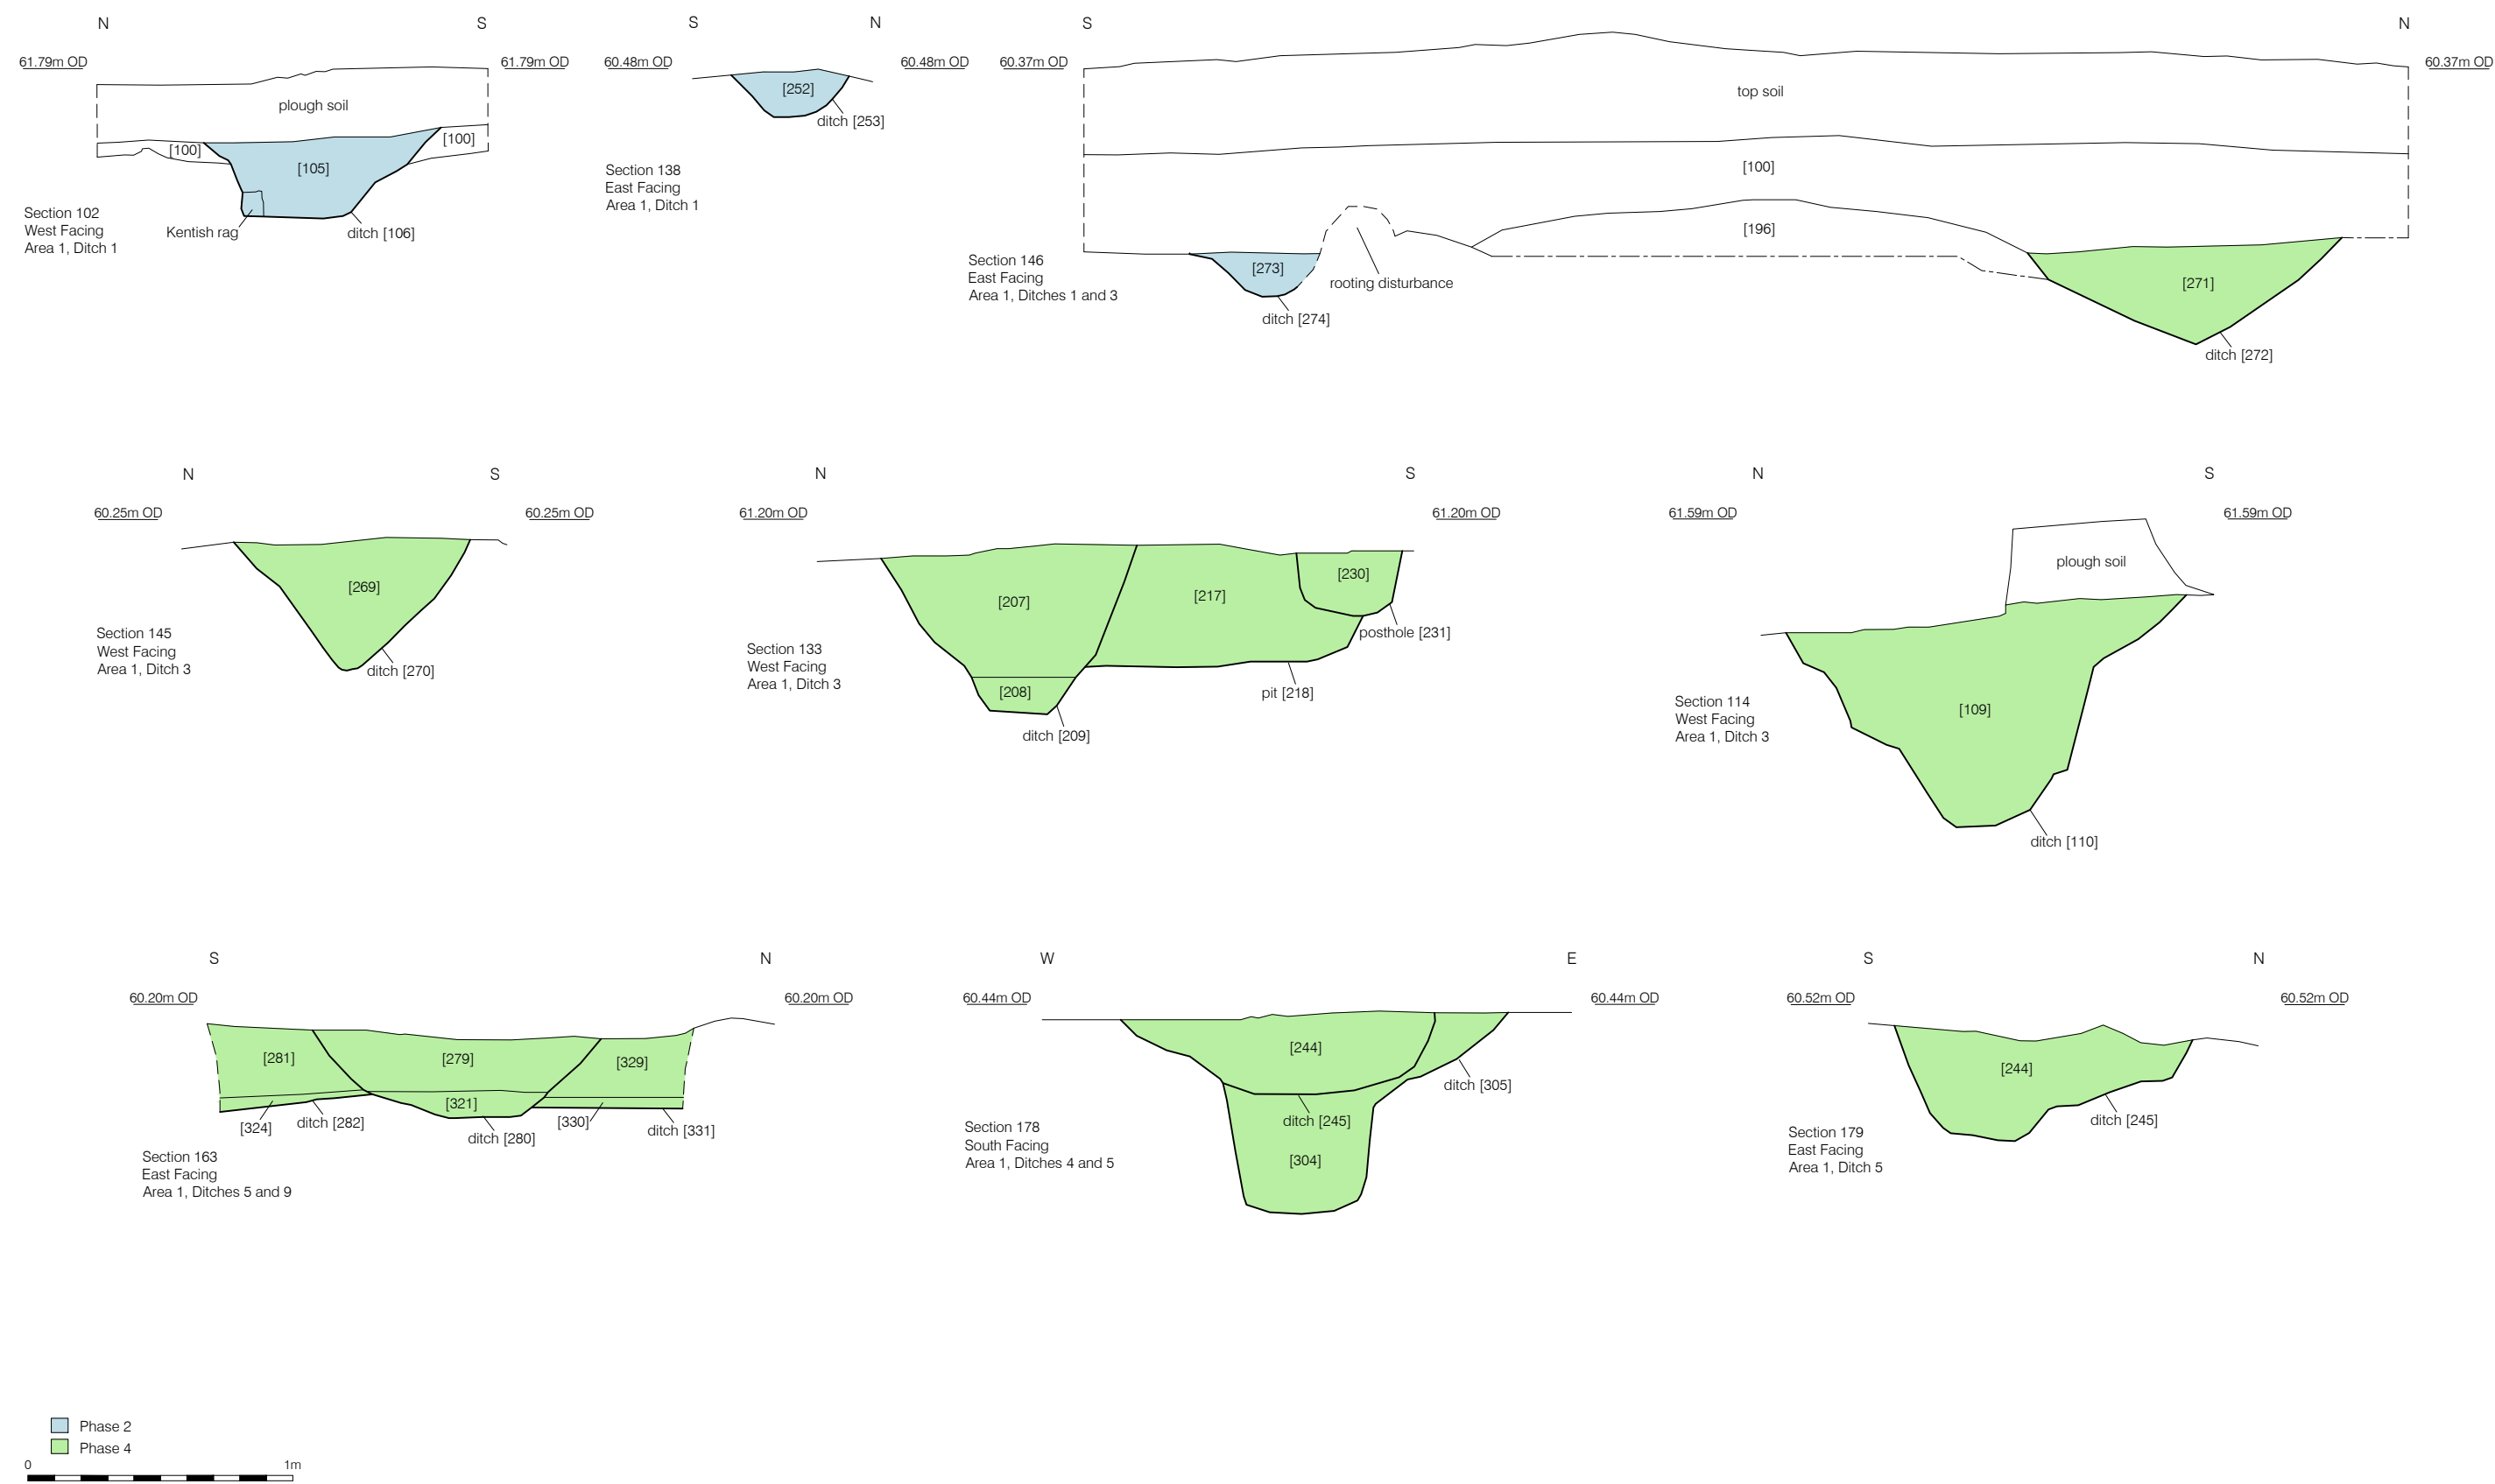 N
S
61.79m OD
61.79m OD
plough soil
[100]
[100]
[105]
Kentish rag
ditch [106]
Section 102
West Facing
Area 1, Ditch 1
S
N
60.48m OD
60.48m OD
[252]
ditch [253]
Section 138
East Facing
Area 1, Ditch 1
S
N
60.37m OD
60.37m OD
top soil
[100]
[196]
[273]
rooting disturbance
[271]
ditch [274]
ditch [272]
Section 146
East Facing
Area 1, Ditches 1 and 3
N
S
60.25m OD
60.25m OD
[269]
ditch [270]
Section 145
West Facing
Area 1, Ditch 3
N
S
61.20m OD
61.20m OD
[207]
[217]
[230]
posthole [231]
[208]
pit [218]
ditch [209]
Section 133
West Facing
Area 1, Ditch 3
N
S
61.59m OD
61.59m OD
plough soil
[109]
ditch [110]
Section 114
West Facing
Area 1, Ditch 3
S
N
60.20m OD
60.20m OD
[281]
[279]
[329]
[321]
[324]
ditch [282]
ditch [280]
[330]
ditch [331]
Section 163
East Facing
Area 1, Ditches 5 and 9
W
E
60.44m OD
60.44m OD
[244]
ditch [305]
ditch [245]
[304]
Section 178
South Facing
Area 1, Ditches 4 and 5
S
N
60.52m OD
60.52m OD
[244]
ditch [245]
Section 179
East Facing
Area 1, Ditch 5
Phase 2
Phase 4
0
1m